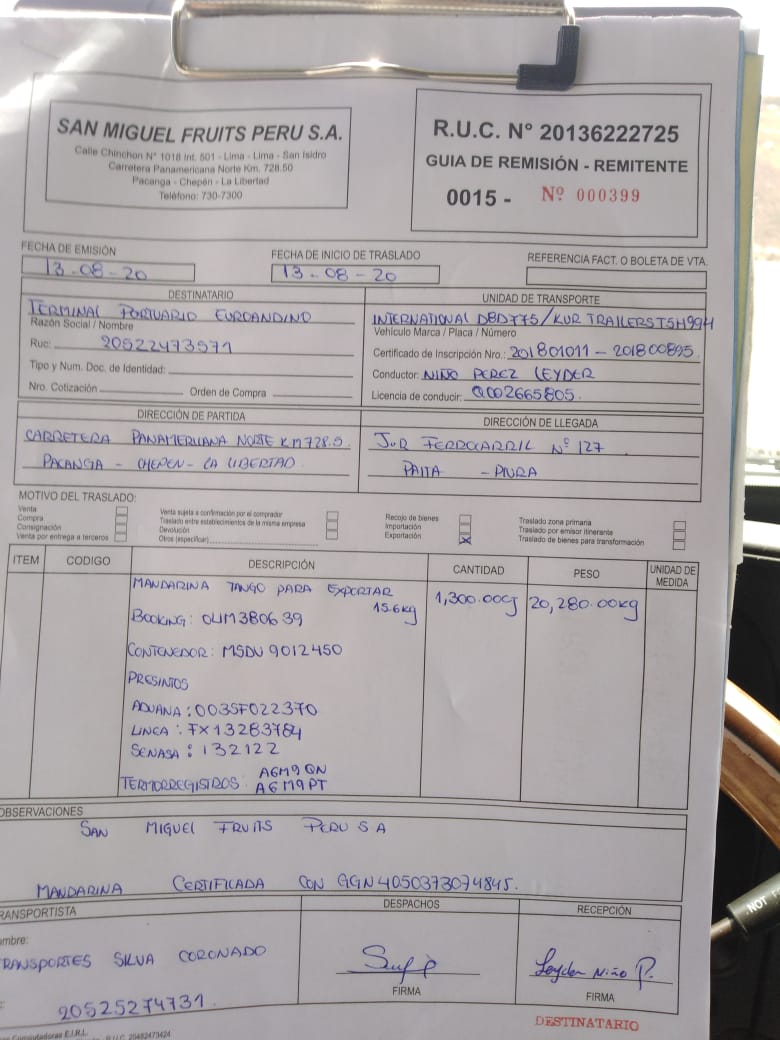 SAN MIGUEL FRUITS PERU S.A.
Calle Chinchon N° 1018 Int. 501 - Lima - Lima - San Isidro
Carretera Panamericana Norte Km. 728.50
Pacanga - Chepén - La Libertad
Teléfono: 730-7300
R.U.C. N° 20136222725
GUIA DE REMISIÓN - REMITENTE
0015 - Nº 000399
FECHA DE EMISIÓN
13-08-20
FECHA DE INICIO DE TRASLADO
13-08-20
REFERENCIA FACT. O BOLETA DE VTA.
DESTINATARIO
TERMINAL PORTUARIO EUROANDINO
Razón Social / Nombre
Ruc: 20522473571
Tipo y Num. Doc. de Identidad:
Nro. Cotización Orden de Compra
UNIDAD DE TRANSPORTE
INTERNATIONAL D8D775/KUR TRAILERS T5H994
Vehículo Marca / Placa / Número
Certificado de Inscripción Nro.: 201801011 - 201800895
Conductor: NIÑO PEREZ LEYDER
Licencia de conducir: Q002665805.
DIRECCIÓN DE PARTIDA
CARRETERA PANAMERICANA NORTE KM 728.5
PACANGA - CHEPEN - LA LIBERTAD
DIRECCIÓN DE LLEGADA
JUR FERROCARRIL Nº 127
PAITA - PIURA
MOTIVO DEL TRASLADO:
Venta
Compra
Consignación
Venta por entrega a terceros
Venta sujeta a confirmación por el comprador
Traslado entre establecimientos de la misma empresa
Devolución
Otros (especificar)
Recojo de bienes
Importación
Exportación X
Traslado zona primaria
Traslado por emisor itinerante
Traslado de bienes para transformación
ITEM CODIGO DESCRIPCIÓN CANTIDAD PESO UNIDAD DE MEDIDA
MANDARINA TANGO PARA EXPORTAR 1,300.00CJ 20,280.00KG
15.6kg
BOOKING: 0LIM380639
CONTENEDOR: MSDU 9012450
PRESINTOS
ADUANA: 0035F022370
LINEA: FX13283784
SENASA: 132122
TERMORREGISTROS: A6M9QN
A6M9PT
OBSERVACIONES
SAN MIGUEL FRUITS PERU S A
MANDARINA CERTIFICADA CON GGN 4050373074845.
TRANSPORTISTA
DESPACHOS
RECEPCIÓN
TRANSPORTES SILVA CORONADO
20525274731.
FIRMA
Leyder Niño P.
FIRMA
DESTINATARIO
R.U.C. 20482473424
NOT